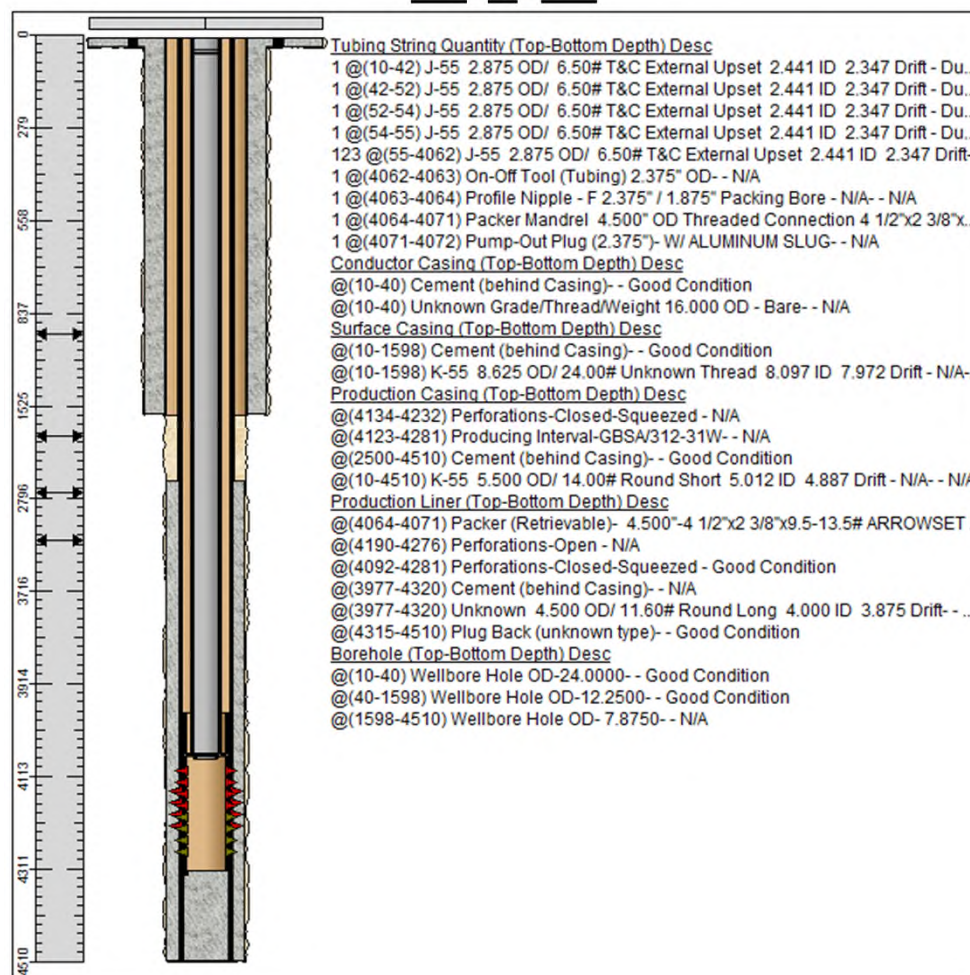 0
279
558
837
1525
2796
3716
3914
4113
4311
4510
Tubing String Quantity (Top-Bottom Depth) Desc
1 @(10-42) J-55 2.875 OD/ 6.50# T&C External Upset 2.441 ID 2.347 Drift - Du...
1 @(42-52) J-55 2.875 OD/ 6.50# T&C External Upset 2.441 ID 2.347 Drift - Du...
1 @(52-54) J-55 2.875 OD/ 6.50# T&C External Upset 2.441 ID 2.347 Drift - Du...
1 @(54-55) J-55 2.875 OD/ 6.50# T&C External Upset 2.441 ID 2.347 Drift - Du...
123 @(55-4062) J-55 2.875 OD/ 6.50# T&C External Upset 2.441 ID 2.347 Drift-
1 @(4062-4063) On-Off Tool (Tubing) 2.375" OD- - N/A
1 @(4063-4064) Profile Nipple - F 2.375" / 1.875" Packing Bore - N/A- - N/A
1 @(4064-4071) Packer Mandrel 4.500" OD Threaded Connection 4 1/2"x2 3/8"x...
1 @(4071-4072) Pump-Out Plug (2.375")- W/ ALUMINUM SLUG- - N/A
Conductor Casing (Top-Bottom Depth) Desc
@(10-40) Cement (behind Casing)- - Good Condition
@(10-40) Unknown Grade/Thread/Weight 16.000 OD - Bare- - N/A
Surface Casing (Top-Bottom Depth) Desc
@(10-1598) Cement (behind Casing)- - Good Condition
@(10-1598) K-55 8.625 OD/ 24.00# Unknown Thread 8.097 ID 7.972 Drift - N/A-
Production Casing (Top-Bottom Depth) Desc
@(4134-4232) Perforations-Closed-Squeezed - N/A
@(4123-4281) Producing Interval-GBSA/312-31W- - N/A
@(2500-4510) Cement (behind Casing)- - Good Condition
@(10-4510) K-55 5.500 OD/ 14.00# Round Short 5.012 ID 4.887 Drift - N/A- - N/A
Production Liner (Top-Bottom Depth) Desc
@(4064-4071) Packer (Retrievable)- 4.500"-4 1/2"x2 3/8"x9.5-13.5# ARROWSET
@(4190-4276) Perforations-Open - N/A
@(4092-4281) Perforations-Closed-Squeezed - Good Condition
@(3977-4320) Cement (behind Casing)- - N/A
@(3977-4320) Unknown 4.500 OD/ 11.60# Round Long 4.000 ID 3.875 Drift- - ...
@(4315-4510) Plug Back (unknown type)- - Good Condition
Borehole (Top-Bottom Depth) Desc
@(10-40) Wellbore Hole OD-24.0000- - Good Condition
@(40-1598) Wellbore Hole OD-12.2500- - Good Condition
@(1598-4510) Wellbore Hole OD- 7.8750- - N/A